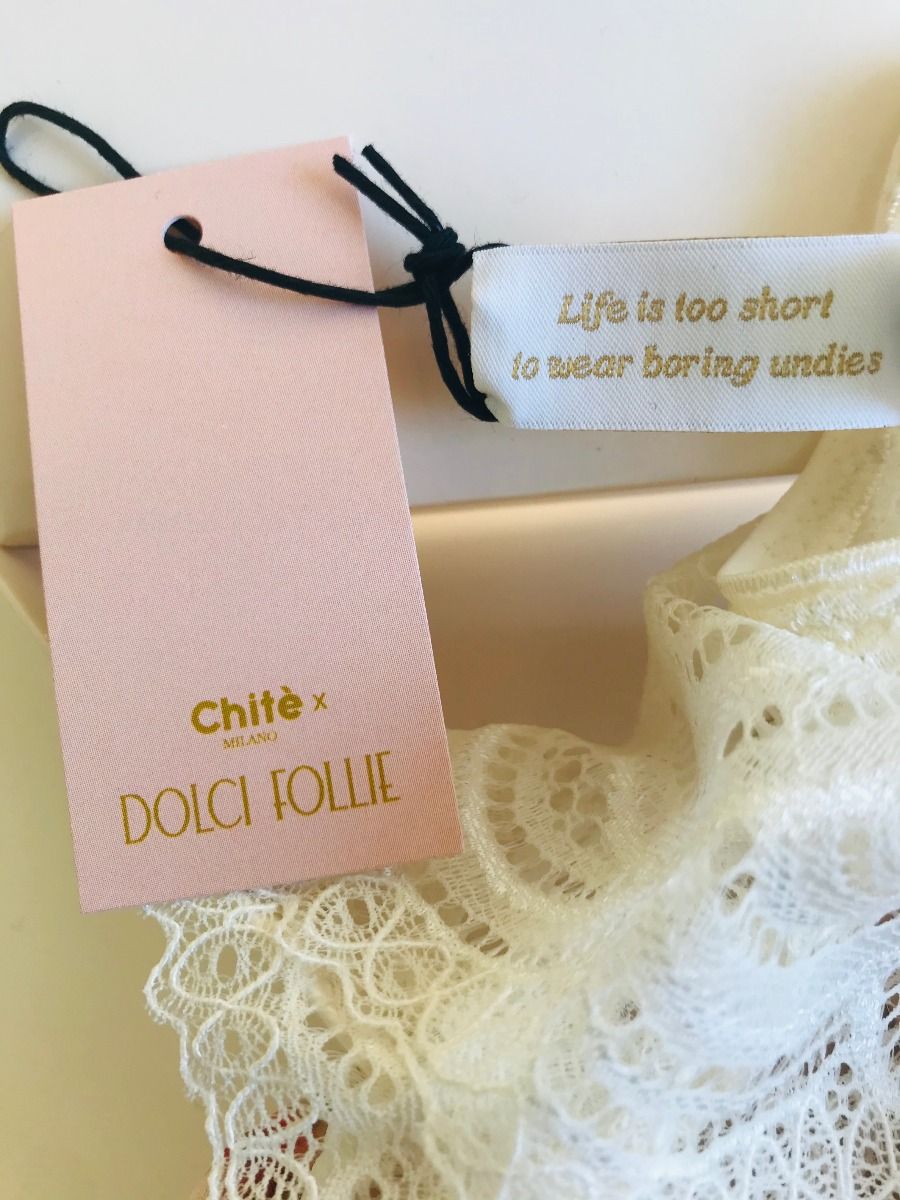 Life is too short
to wear boring undies
Chitè x
MILANO
DOLCI FOLLIE